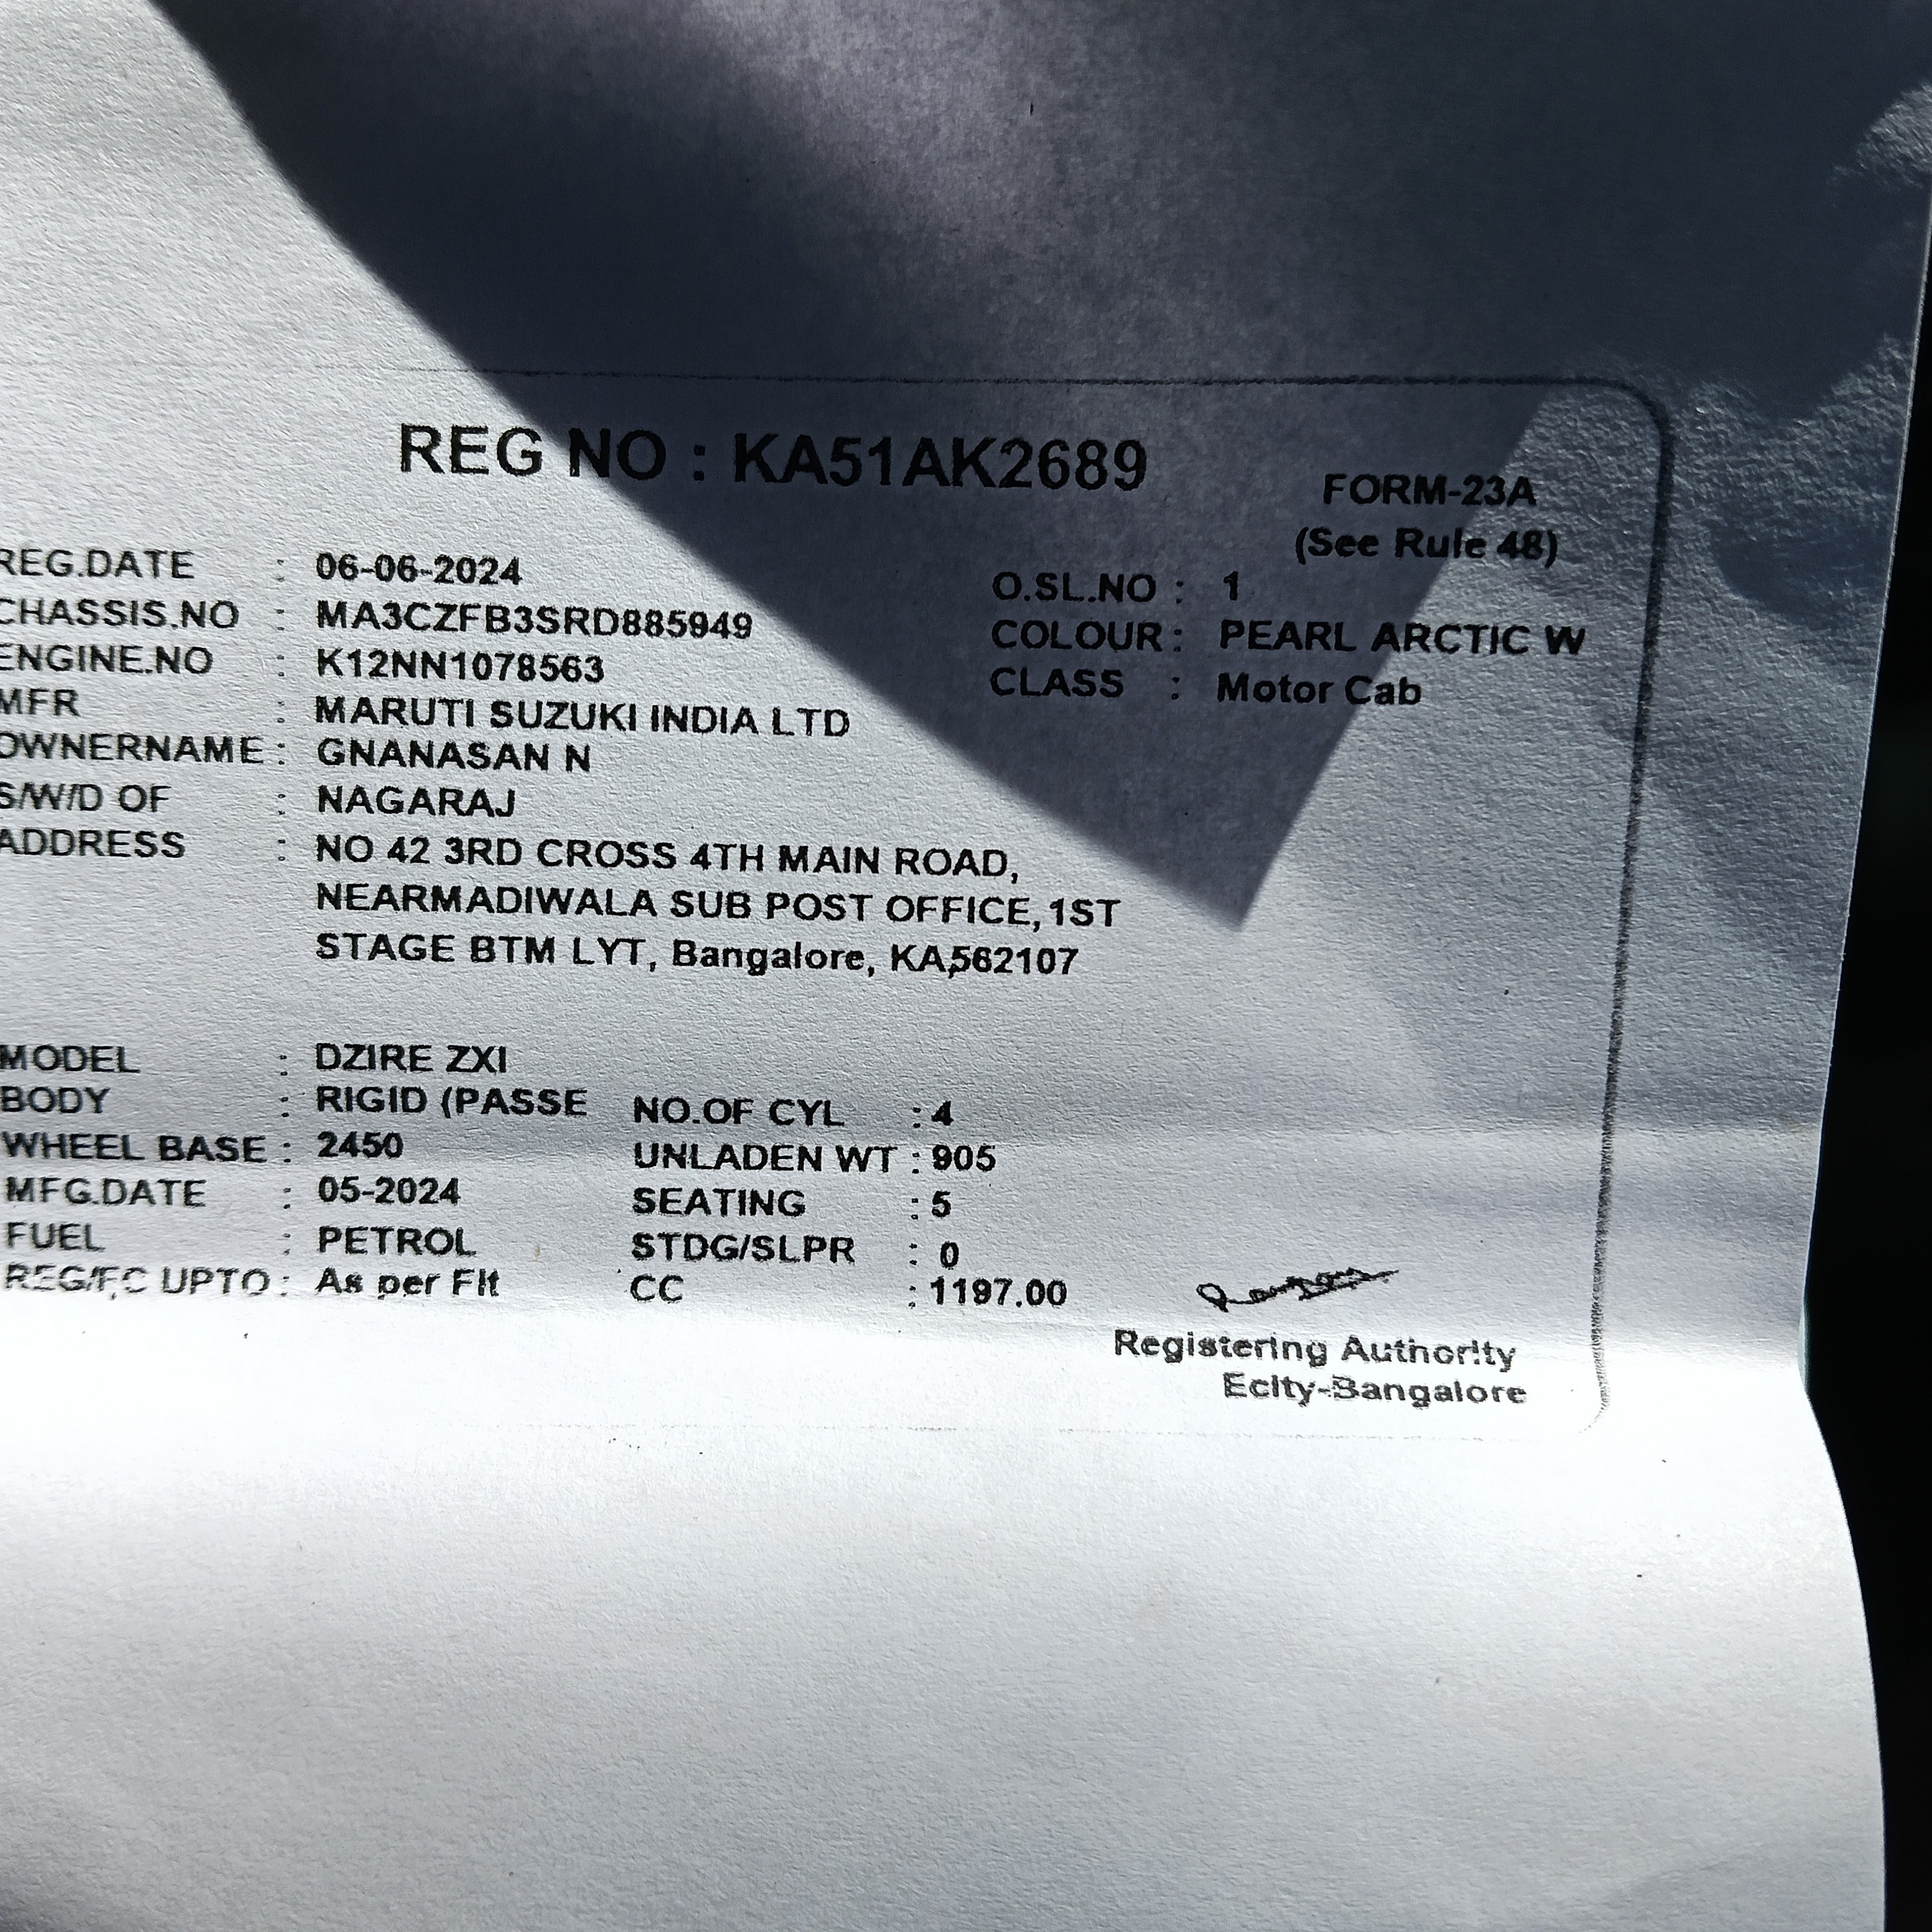 REG NO : KA51AK2689
FORM-23A
(See Rule 48)
REG.DATE : 06-06-2024
O.SL.NO : 1
CHASSIS.NO : MA3CZFB3SRD885949
COLOUR : PEARL ARCTIC W
ENGINE.NO : K12NN1078563
CLASS : Motor Cab
MFR : MARUTI SUZUKI INDIA LTD
OWNERNAME : GNANASAN N
S/W/D OF : NAGARAJ
ADDRESS : NO 42 3RD CROSS 4TH MAIN ROAD,
NEARMADIWALA SUB POST OFFICE,1ST
STAGE BTM LYT, Bangalore, KA,562107
MODEL : DZIRE ZXI
BODY : RIGID (PASSE NO.OF CYL : 4
WHEEL BASE : 2450 UNLADEN WT : 905
MFG.DATE : 05-2024 SEATING : 5
FUEL : PETROL STDG/SLPR : 0
REG/F,C UPTO : As per Flt CC : 1197.00
Registering Authority
Ecity-Bangalore